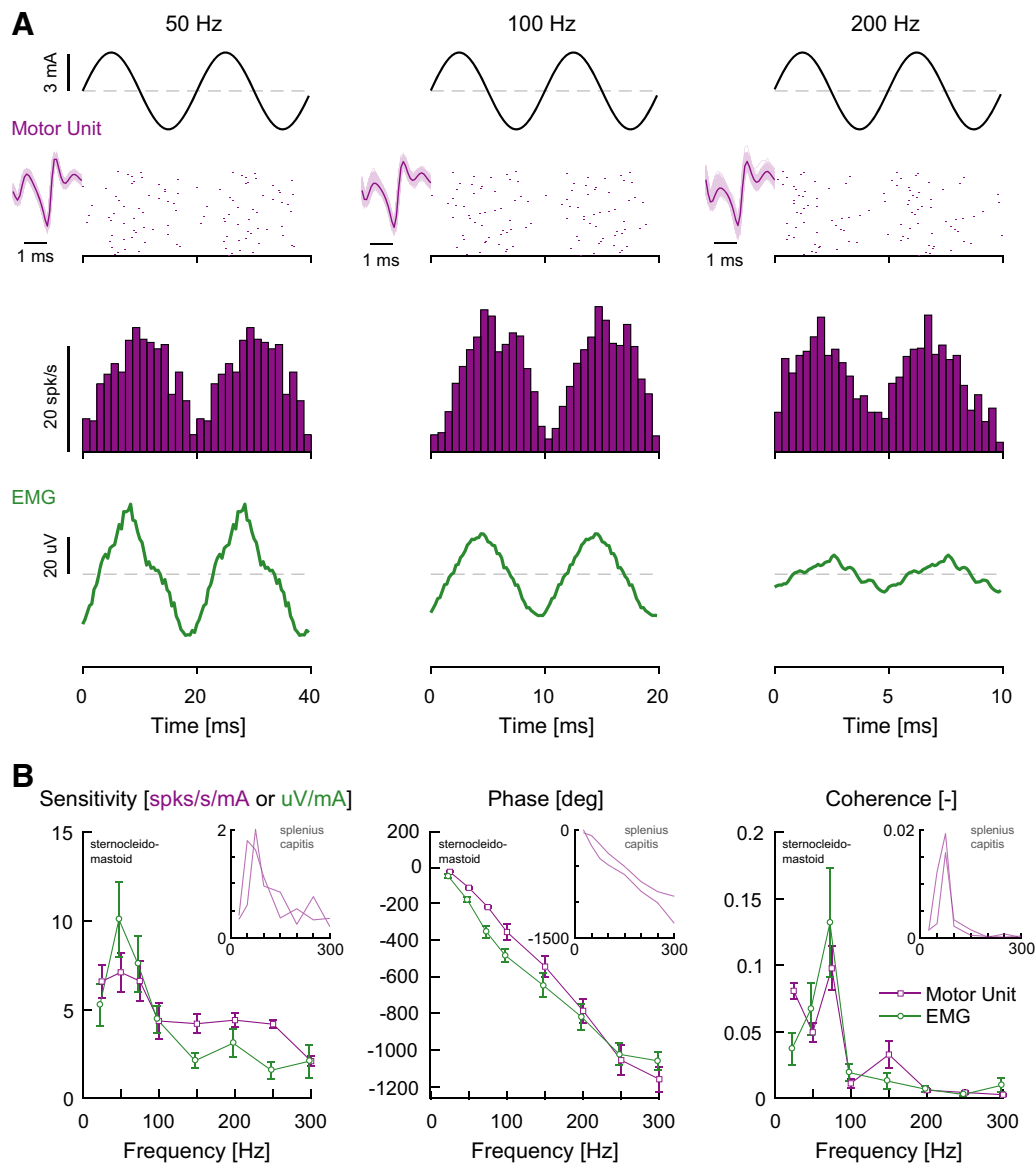 A
50 Hz
100 Hz
200 Hz
3 mA
Motor Unit
1 ms
1 ms
1 ms
20 spk/s
EMG
20 uV
0 20 40
0 10 20
0 5 10
Time [ms]
Time [ms]
Time [ms]
B
Sensitivity [spks/s/mA or uV/mA]
15
10
5
0
sternocleido-
mastoid
2
0
0 300
splenius
capitis
0 100 200 300
Frequency [Hz]
Phase [deg]
200
0
-200
-400
-600
-800
-1000
-1200
sternocleido-
mastoid
0
-1500
0 300
splenius
capitis
0 100 200 300
Frequency [Hz]
Coherence [-]
0.2
0.15
0.1
0.05
0
sternocleido-
mastoid
0.02
0
0 300
splenius
capitis
Motor Unit
EMG
0 100 200 300
Frequency [Hz]